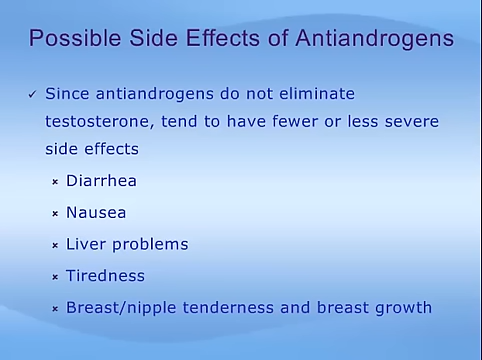 Possible Side Effects of Antiandrogens
Since antiandrogens do not eliminate
testosterone, tend to have fewer or less severe
side effects
Diarrhea
Nausea
Liver problems
Tiredness
Breast/nipple tenderness and breast growth